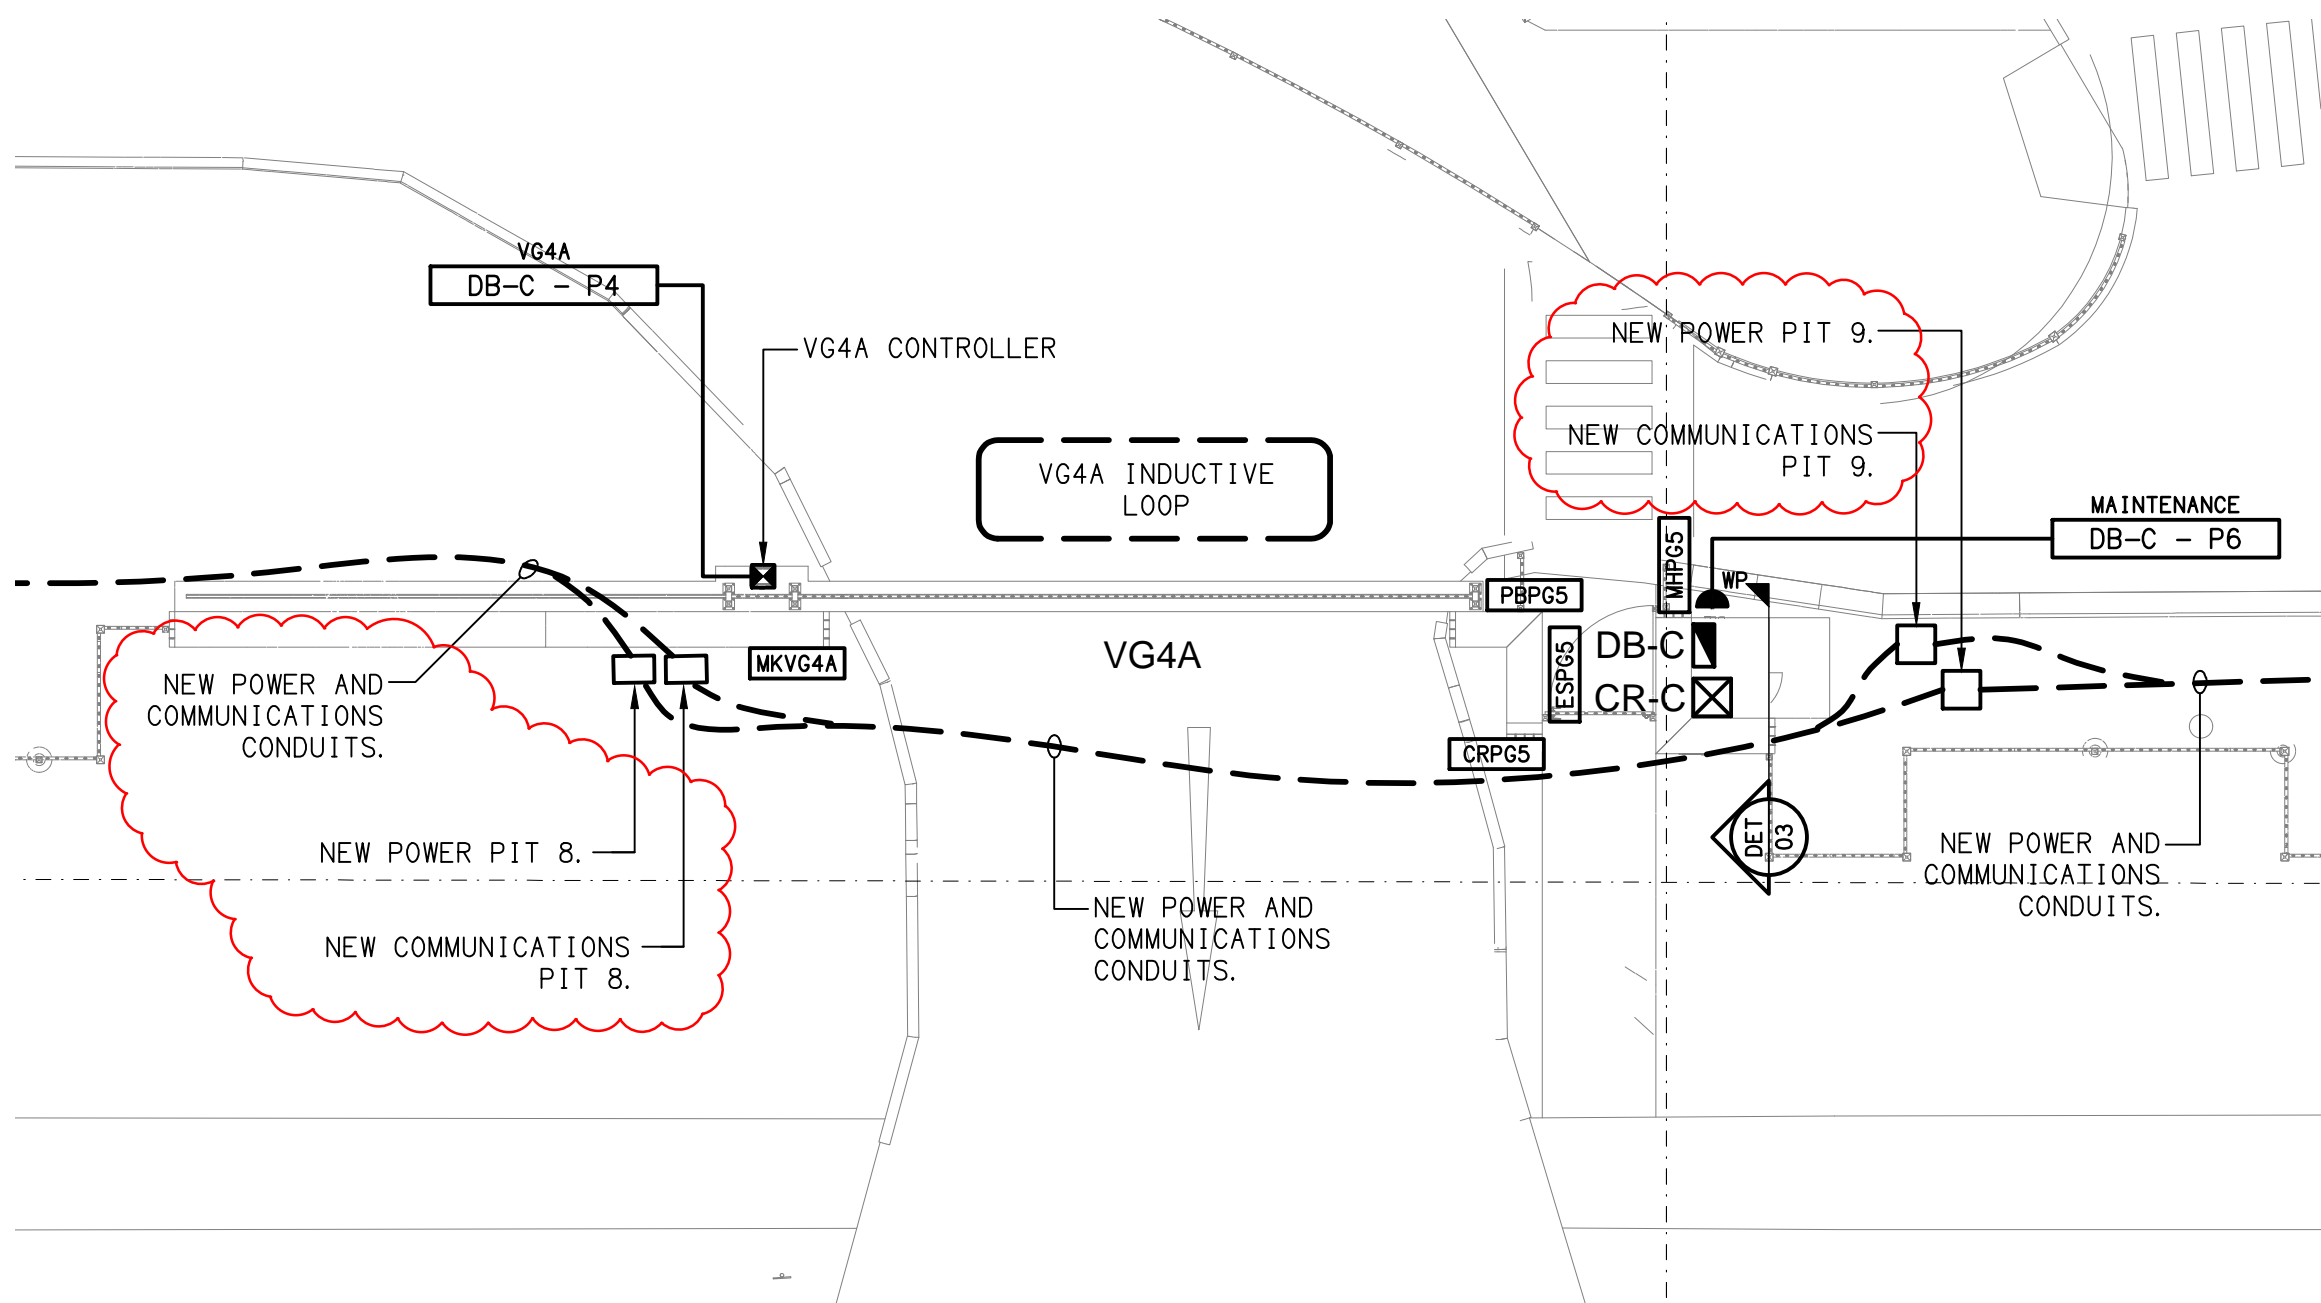 VG4A
DB-C - P4
VG4A CONTROLLER
NEW POWER PIT 9.
VG4A INDUCTIVE
LOOP
NEW COMMUNICATIONS
PIT 9.
MAINTENANCE
DB-C - P6
MHPG5
WP
PBPG5
MKVG4A
VG4A
ESPG5
DB-C
CR-C
CRPG5
NEW POWER AND
COMMUNICATIONS
CONDUITS.
NEW POWER PIT 8.
NEW COMMUNICATIONS
PIT 8.
NEW POWER AND
COMMUNICATIONS
CONDUITS.
DET
03
NEW POWER AND
COMMUNICATIONS
CONDUITS.